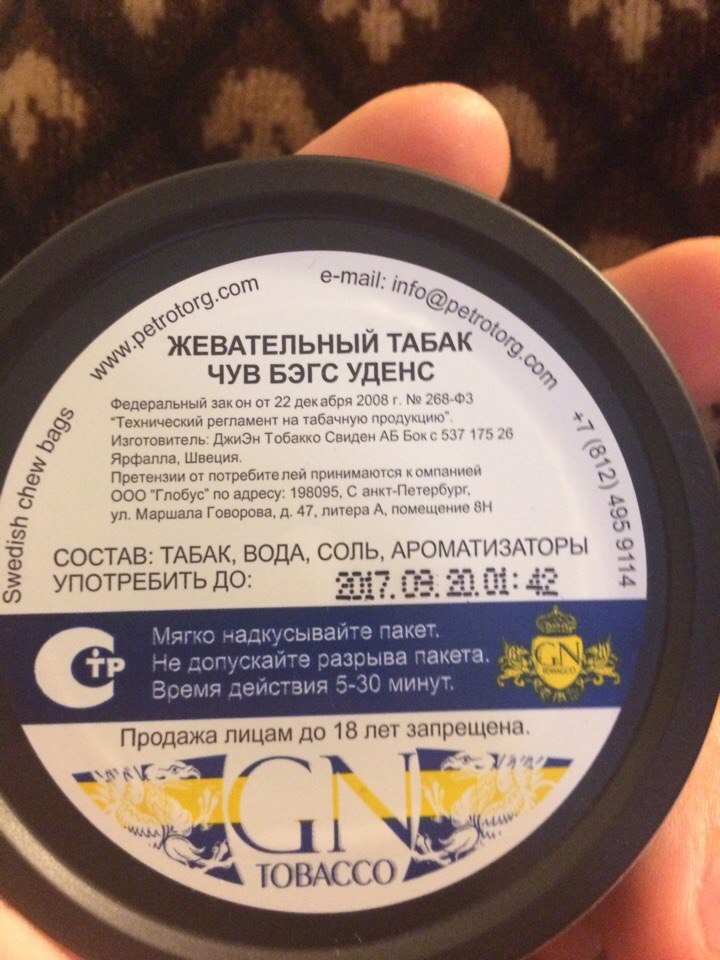 www.petrotorg.com
e-mail: info@petrotorg.com
+7 (812) 495 9114
Swedish chew bags
ЖЕВАТЕЛЬНЫЙ ТАБАК
ЧУВ БЭГС УДЕНС
Федеральный закон от 22 декабря 2008 г. № 268-ФЗ
"Технический регламент на табачную продукцию".
Изготовитель: ДжиЭн Тобакко Свиден АБ Бокс 537 175 26
Ярфалла, Швеция.
Претензии от потребителей принимаются компанией
ООО "Глобус" по адресу: 198095, Санкт-Петербург,
ул. Маршала Говорова, д. 47, литера А, помещение 8Н
СОСТАВ: ТАБАК, ВОДА, СОЛЬ, АРОМАТИЗАТОРЫ
УПОТРЕБИТЬ ДО: 2017.09.20.01:42
СТР
Мягко надкусывайте пакет.
Не допускайте разрыва пакета.
Время действия 5-30 минут.
GN
TOBACCO
Продажа лицам до 18 лет запрещена.
GN
TOBACCO